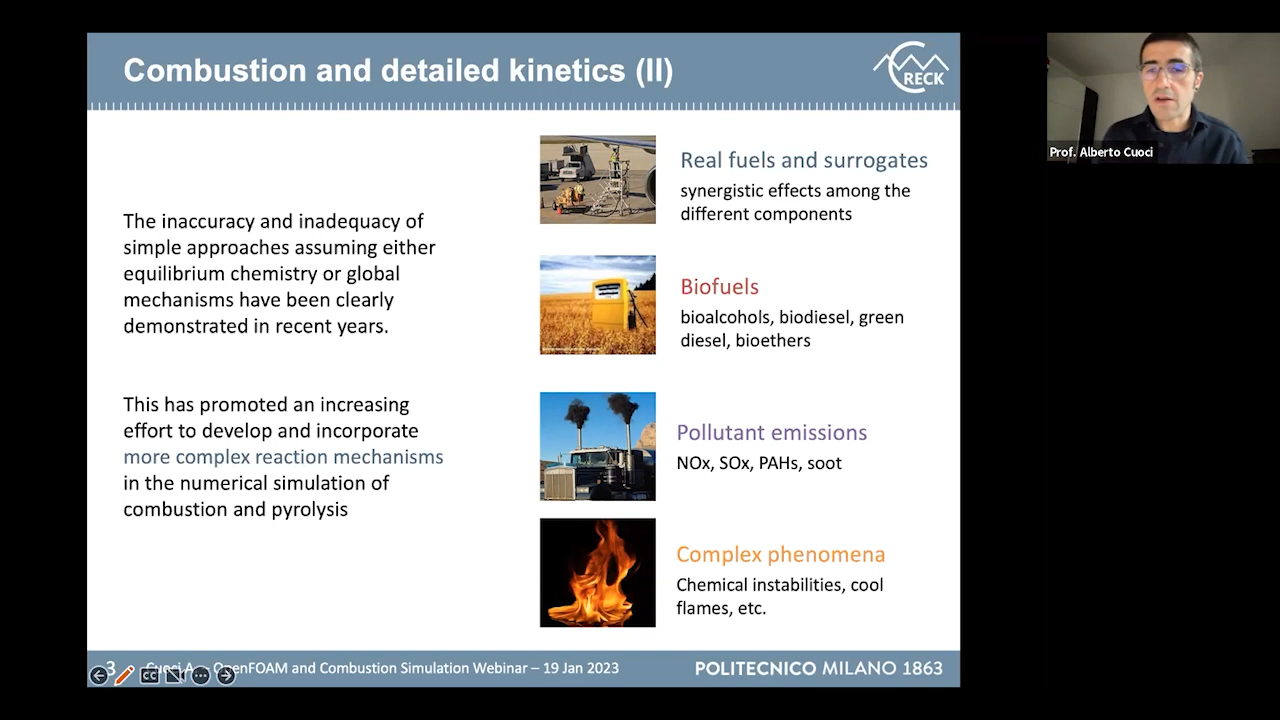 Combustion and detailed kinetics (II)
CRECK
The inaccuracy and inadequacy of
simple approaches assuming either
equilibrium chemistry or global
mechanisms have been clearly
demonstrated in recent years.
This has promoted an increasing
effort to develop and incorporate
more complex reaction mechanisms
in the numerical simulation of
combustion and pyrolysis
Real fuels and surrogates
synergistic effects among the
different components
Biofuels
bioalcohols, biodiesel, green
diesel, bioethers
Pollutant emissions
NOx, SOx, PAHs, soot
Complex phenomena
Chemical instabilities, cool
flames, etc.
3
Cuoci A. - OpenFOAM and Combustion Simulation Webinar – 19 Jan 2023
CC
POLITECNICO MILANO 1863
Prof. Alberto Cuoci